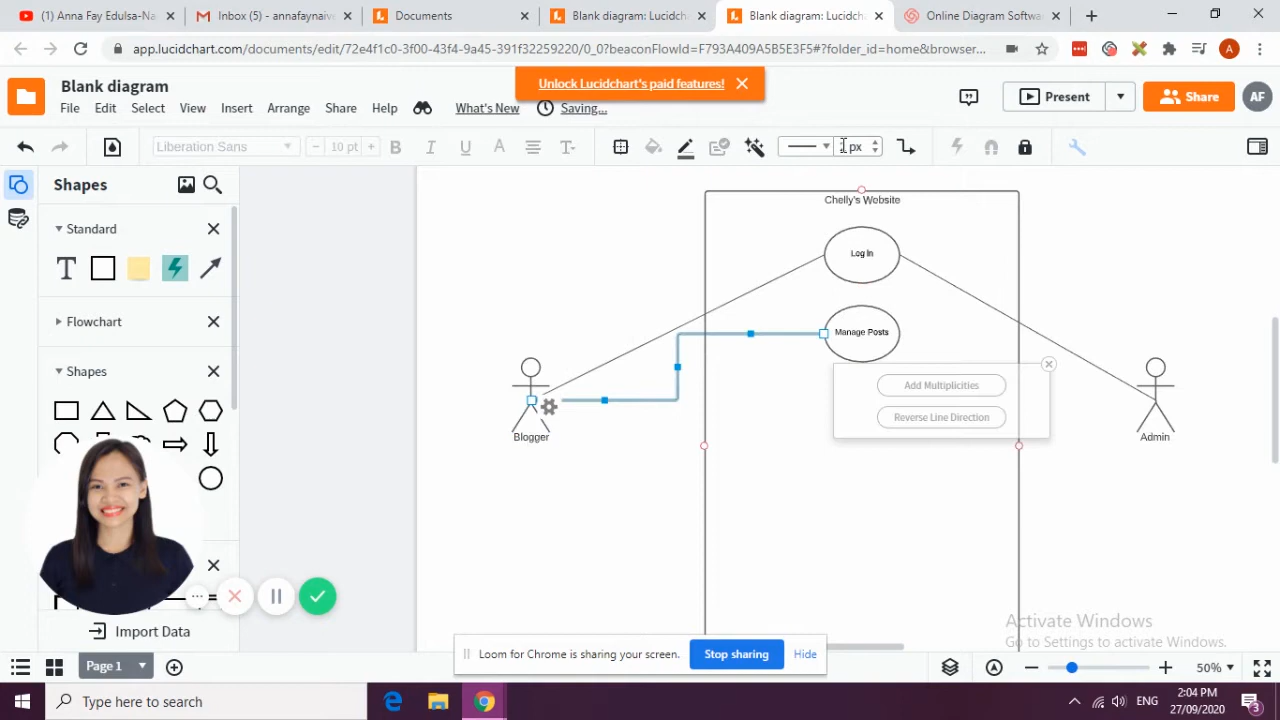 (1) Anna Fay Edulsa-Na
Inbox (5) - annafaynaive
Documents
Blank diagram: Lucidcha
Blank diagram: Lucidcha
Online Diagram Softwa
app.lucidchart.com/documents/edit/72e4f1c0-3f00-43f4-9a45-391f32259220/0_0?beaconFlowId=F793A409A5B5E3F5#?folder_id=home&browser...
A
Blank diagram
Unlock Lucidchart's paid features!
File Edit Select View Insert Arrange Share Help What's New Saving...
Present
Share
AF
Liberation Sans
10 pt
B I U A T
px
Shapes
Standard
T
Flowchart
Shapes
Import Data
Chelly's Website
Log In
Manage Posts
Blogger
Admin
Add Multiplicities
Reverse Line Direction
Activate Windows
Go to Settings to activate Windows.
Loom for Chrome is sharing your screen.
Stop sharing
Hide
Page 1
50%
Type here to search
ENG
2:04 PM
27/09/2020
3